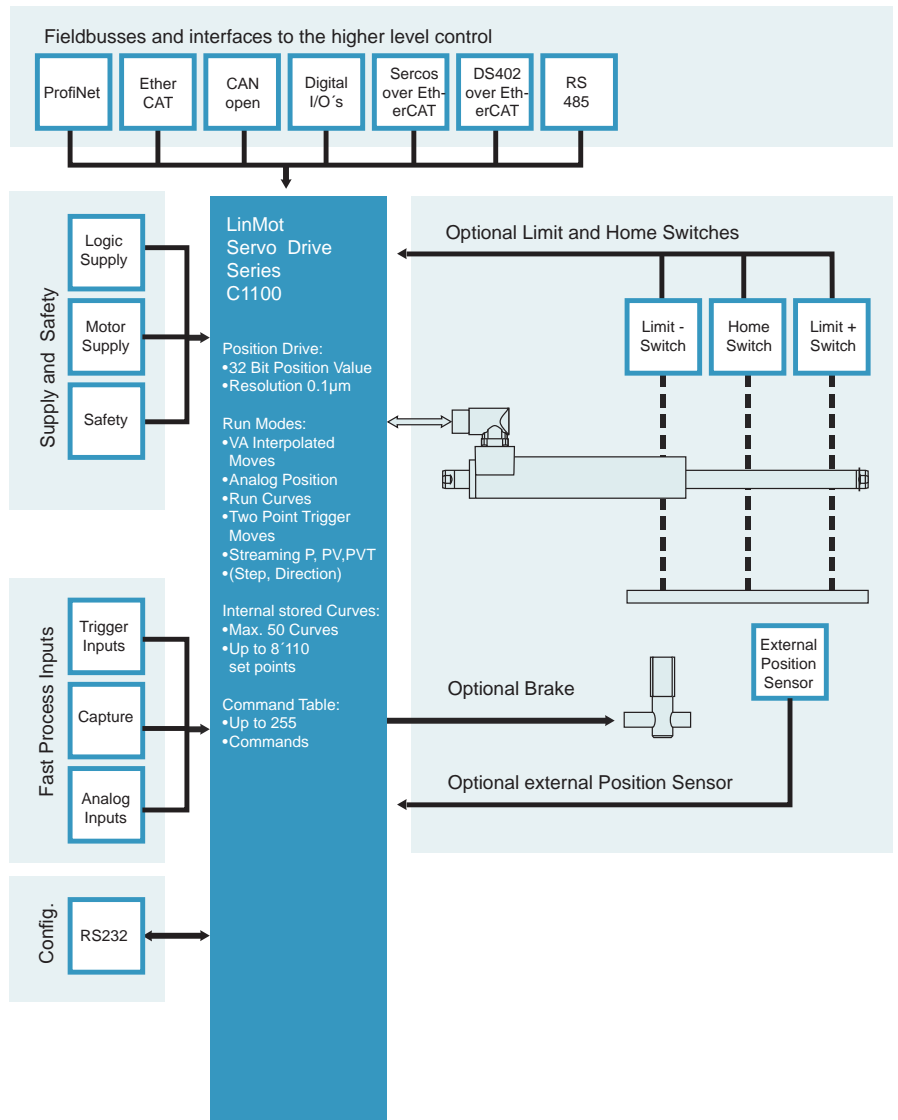 Fieldbusses and interfaces to the higher level control
ProfiNet
Ether
CAT
CAN
open
Digital
I/O´s
Sercos
over Eth-
erCAT
DS402
over Eth-
erCAT
RS
485
Supply and Safety
Logic
Supply
Motor
Supply
Safety
Fast Process Inputs
Trigger
Inputs
Capture
Analog
Inputs
Config.
RS232
LinMot
Servo Drive
Series
C1100
Position Drive:
•32 Bit Position Value
•Resolution 0.1µm
Run Modes:
•VA Interpolated
Moves
•Analog Position
•Run Curves
•Two Point Trigger
Moves
•Streaming P, PV,PVT
•(Step, Direction)
Internal stored Curves:
•Max. 50 Curves
•Up to 8´110
set points
Command Table:
•Up to 255
•Commands
Optional Limit and Home Switches
Limit -
Switch
Home
Switch
Limit +
Switch
External
Position
Sensor
Optional Brake
Optional external Position Sensor